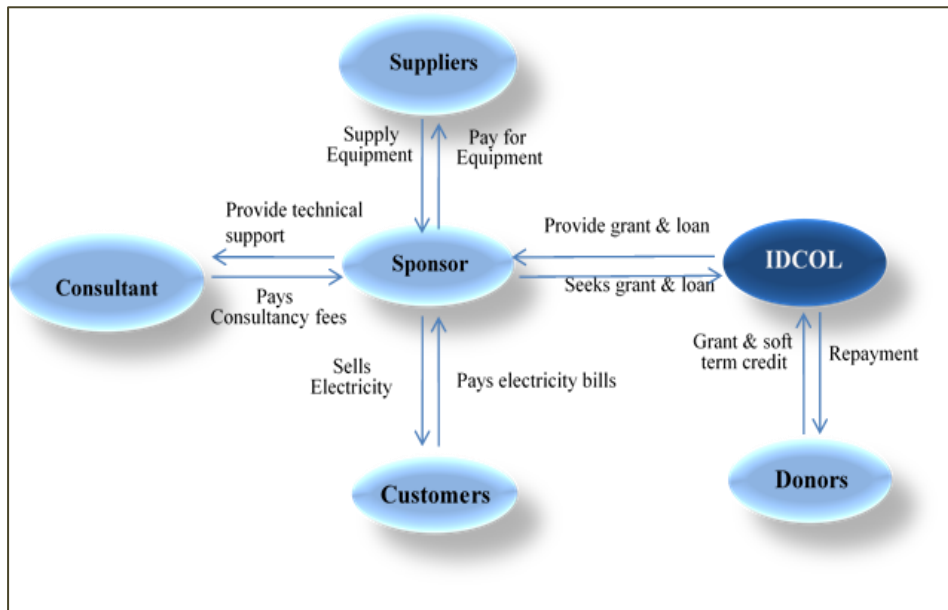 Suppliers
Supply
Equipment
Pay for
Equipment
Provide technical
support
Provide grant & loan
Consultant
Sponsor
IDCOL
Pays
Consultancy fees
Seeks grant & loan
Sells
Electricity
Pays electricity bills
Grant & soft
term credit
Repayment
Customers
Donors